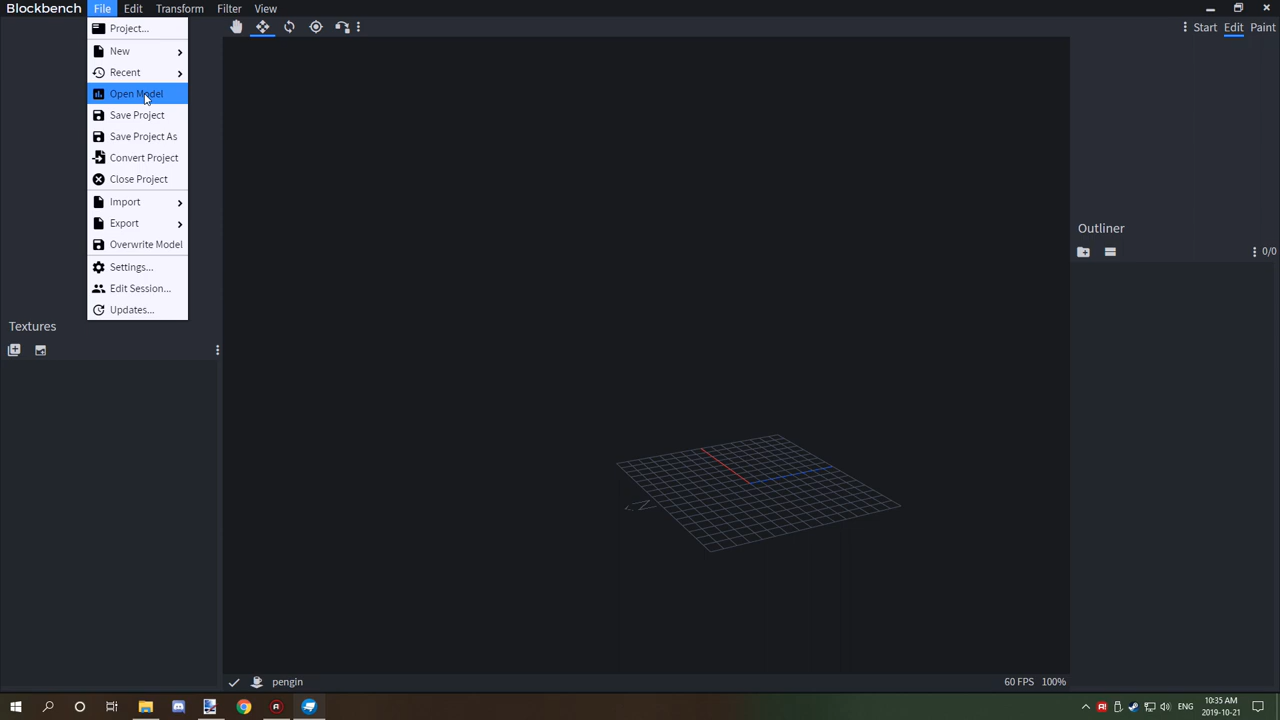 Blockbench File Edit Transform Filter View
Start Edit Paint
Project...
New
Recent
Open Model
Save Project
Save Project As
Convert Project
Close Project
Import
Export
Overwrite Model
Settings...
Edit Session...
Updates...
Outliner
0/0
Textures
pengin
60 FPS 100%
ENG
10:35 AM
2019-10-21